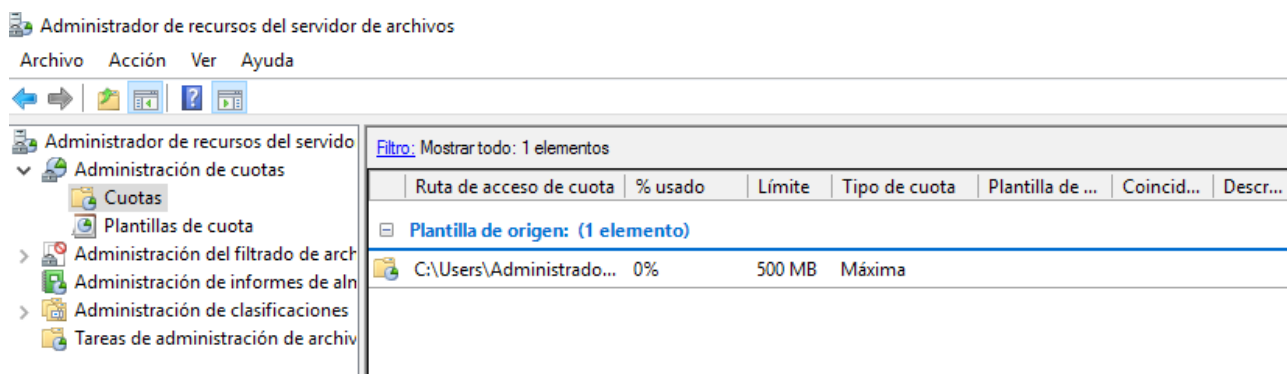 Administrador de recursos del servidor de archivos
Archivo Acción Ver Ayuda
Administrador de recursos del servido
Administración de cuotas
Cuotas
Plantillas de cuota
Administración del filtrado de arch
Administración de informes de aln
Administración de clasificaciones
Tareas de administración de archiv
Filtro: Mostrar todo: 1 elementos
Ruta de acceso de cuota % usado Límite Tipo de cuota Plantilla de ... Coincid... Descr...
Plantilla de origen: (1 elemento)
C:\Users\Administrado... 0% 500 MB Máxima